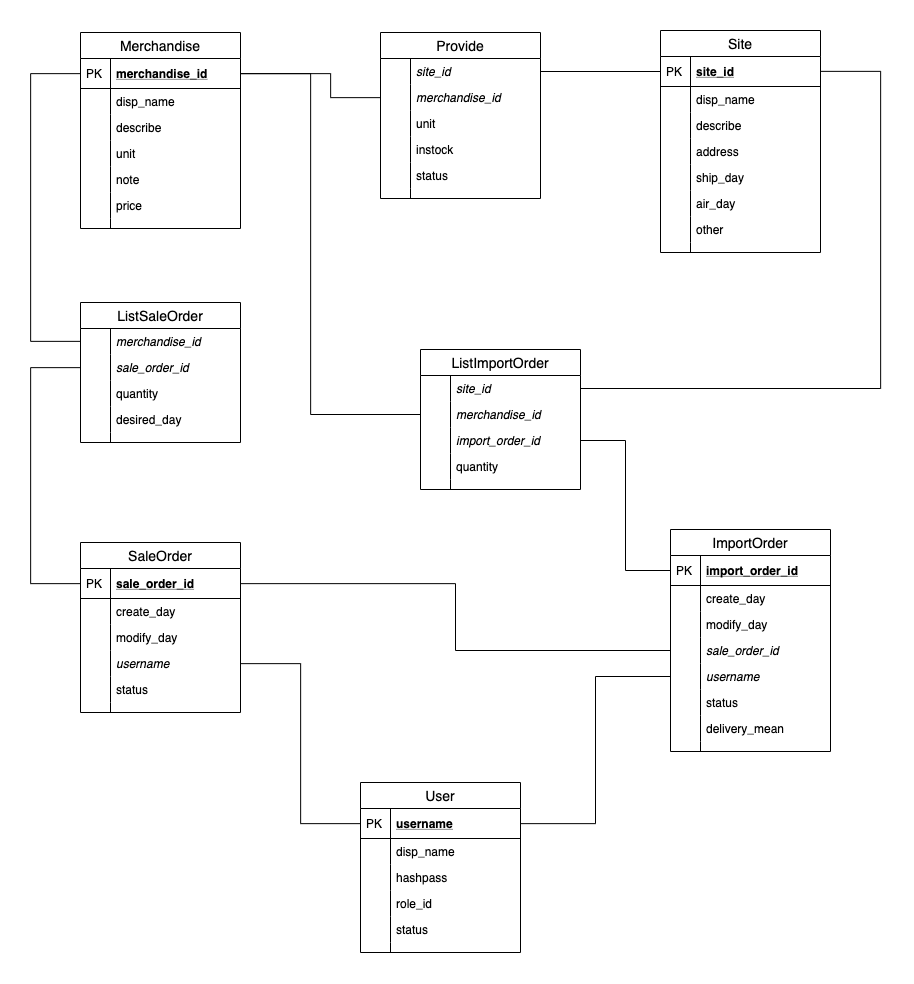 Merchandise
PK merchandise_id
disp_name
describe
unit
note
price
Provide
site_id
merchandise_id
unit
instock
status
Site
PK site_id
disp_name
describe
address
ship_day
air_day
other
ListSaleOrder
merchandise_id
sale_order_id
quantity
desired_day
ListImportOrder
site_id
merchandise_id
import_order_id
quantity
SaleOrder
PK sale_order_id
create_day
modify_day
username
status
ImportOrder
PK import_order_id
create_day
modify_day
sale_order_id
username
status
delivery_mean
User
PK username
disp_name
hashpass
role_id
status